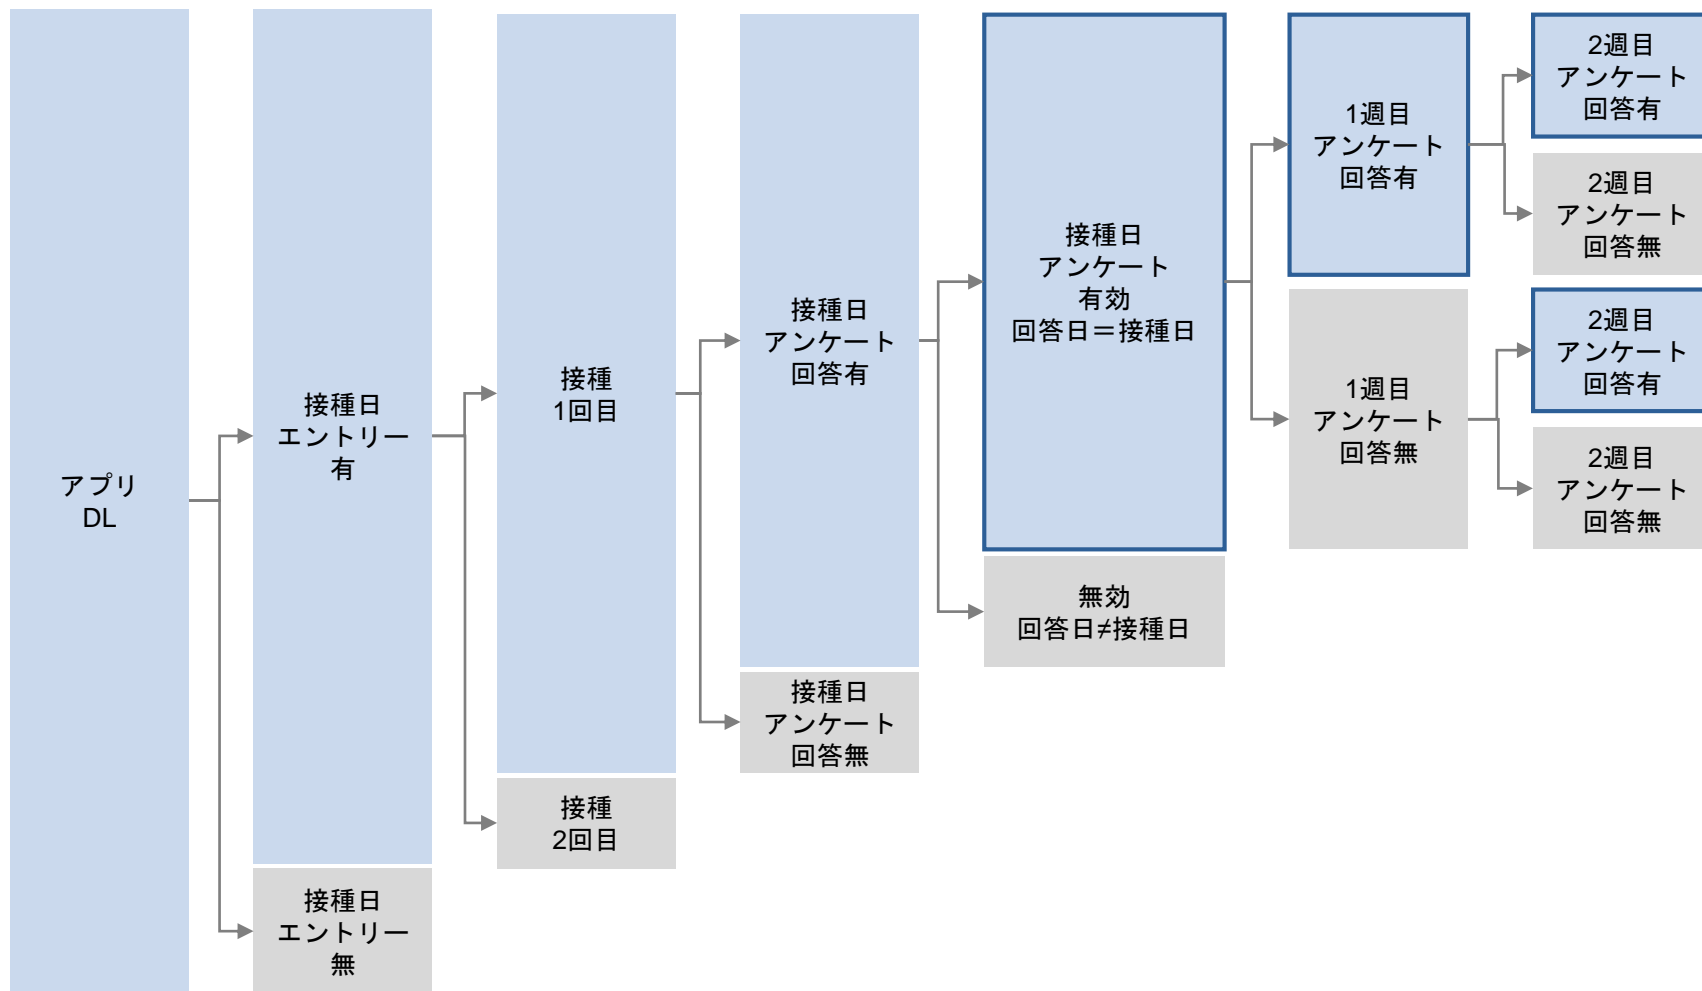 アプリ
DL
接種日
エントリー
有
接種日
エントリー
無
接種
1回目
接種
2回目
接種日
アンケート
回答有
接種日
アンケート
回答無
接種日
アンケート
有効
回答日＝接種日
無効
回答日≠接種日
1週目
アンケート
回答有
1週目
アンケート
回答無
2週目
アンケート
回答有
2週目
アンケート
回答無
2週目
アンケート
回答有
2週目
アンケート
回答無